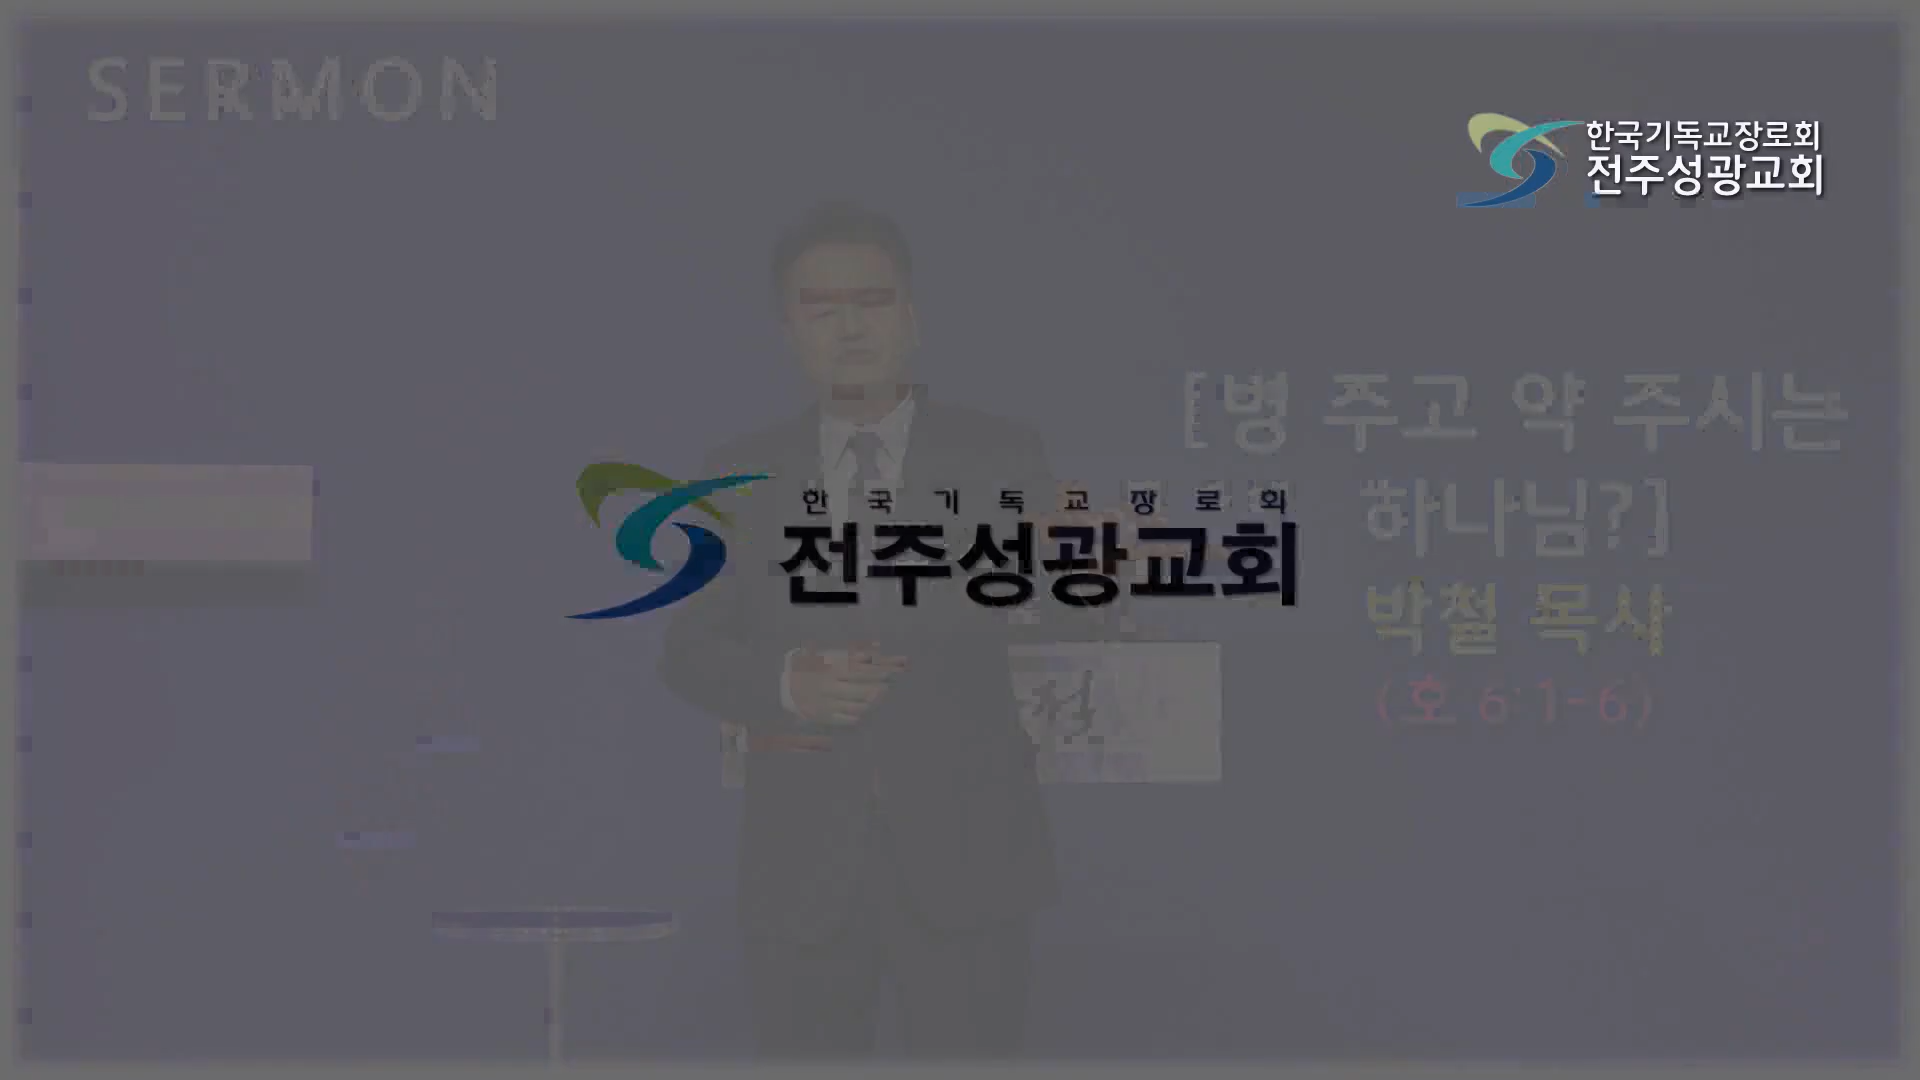 SERMON
한국기독교장로회
전주성광교회
[병 주고 약 주시는
하나님?]
박철 목사
(호 6:1-6)
한국기독교장로회
전주성광교회